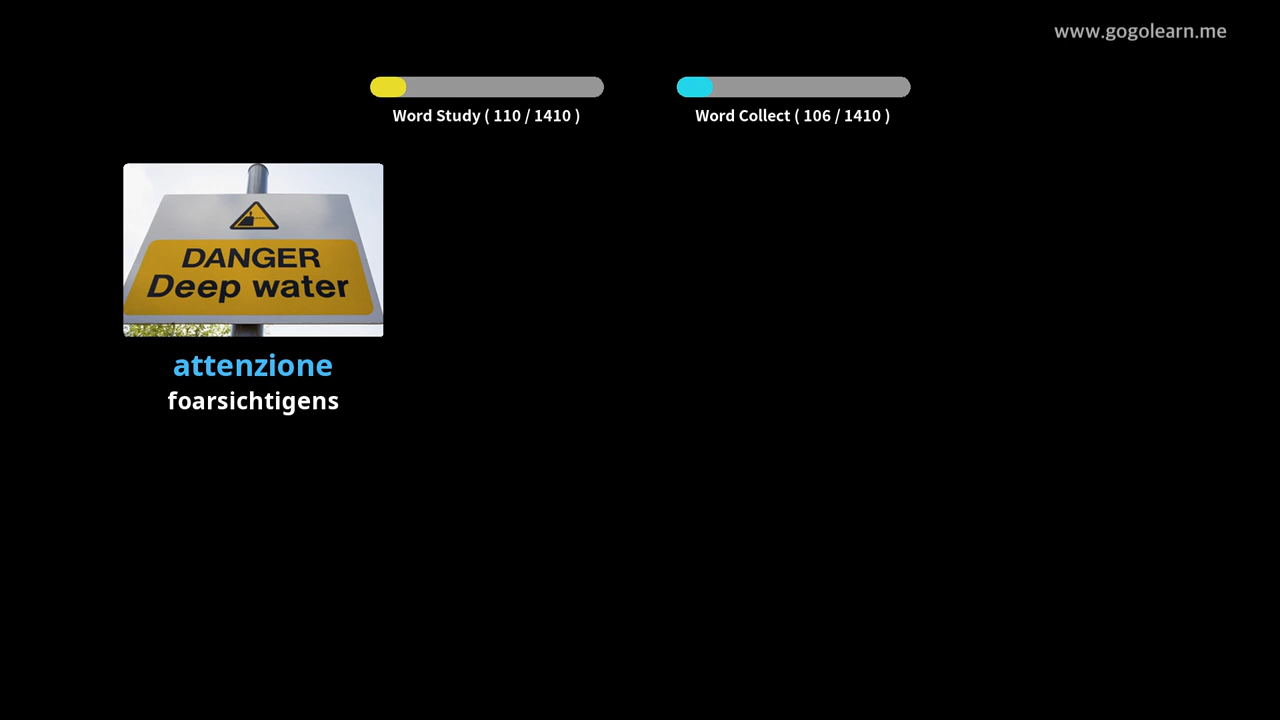 www.gogolearn.me
Word Study ( 110 / 1410 )
Word Collect ( 106 / 1410 )
DANGER
Deep water
attenzione
foarsichtigens